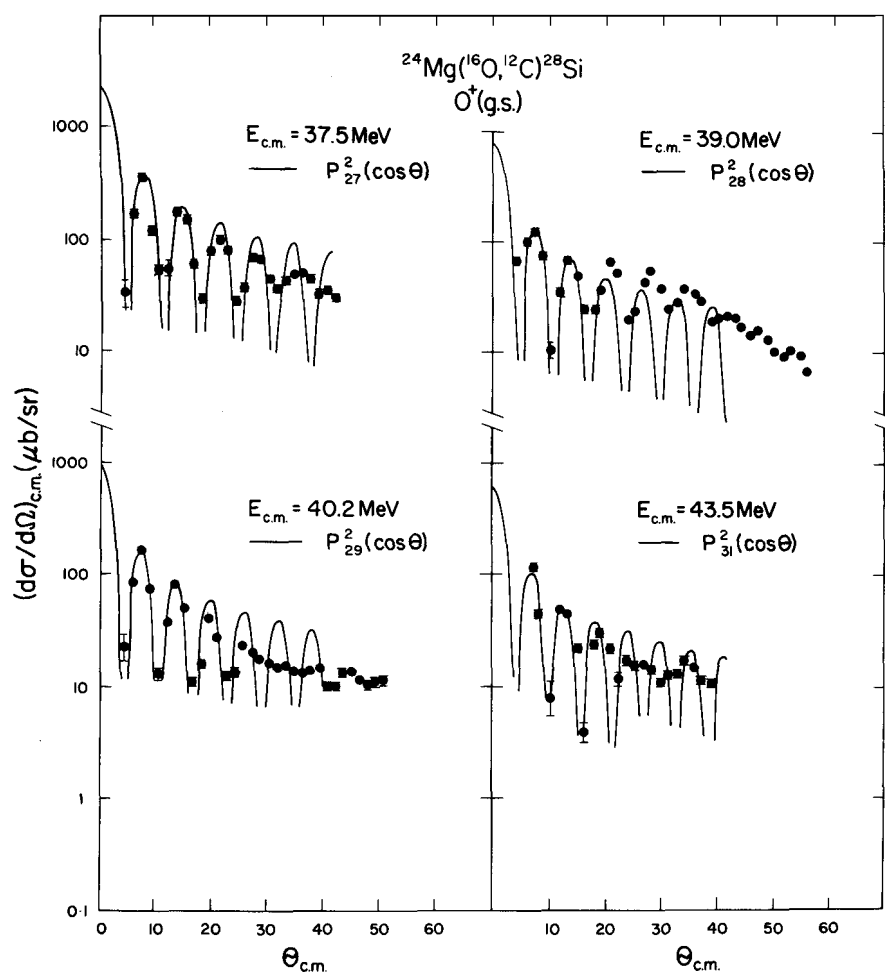 ²⁴Mg(¹⁶O,¹²C)²⁸Si
O⁺(g.s.)
E_c.m. = 37.5 MeV
P²₂₇(cosθ)
E_c.m. = 39.0 MeV
P²₂₈(cosθ)
1000
100
10
(dσ/dΩ)_c.m.(μb/sr)
E_c.m. = 40.2 MeV
P²₂₉(cosθ)
E_c.m. = 43.5 MeV
P²₃₁(cosθ)
1000
100
10
1
0·1
0 10 20 30 40 50 10 20 30 40 50 60 70
Θ_c.m. Θ_c.m.